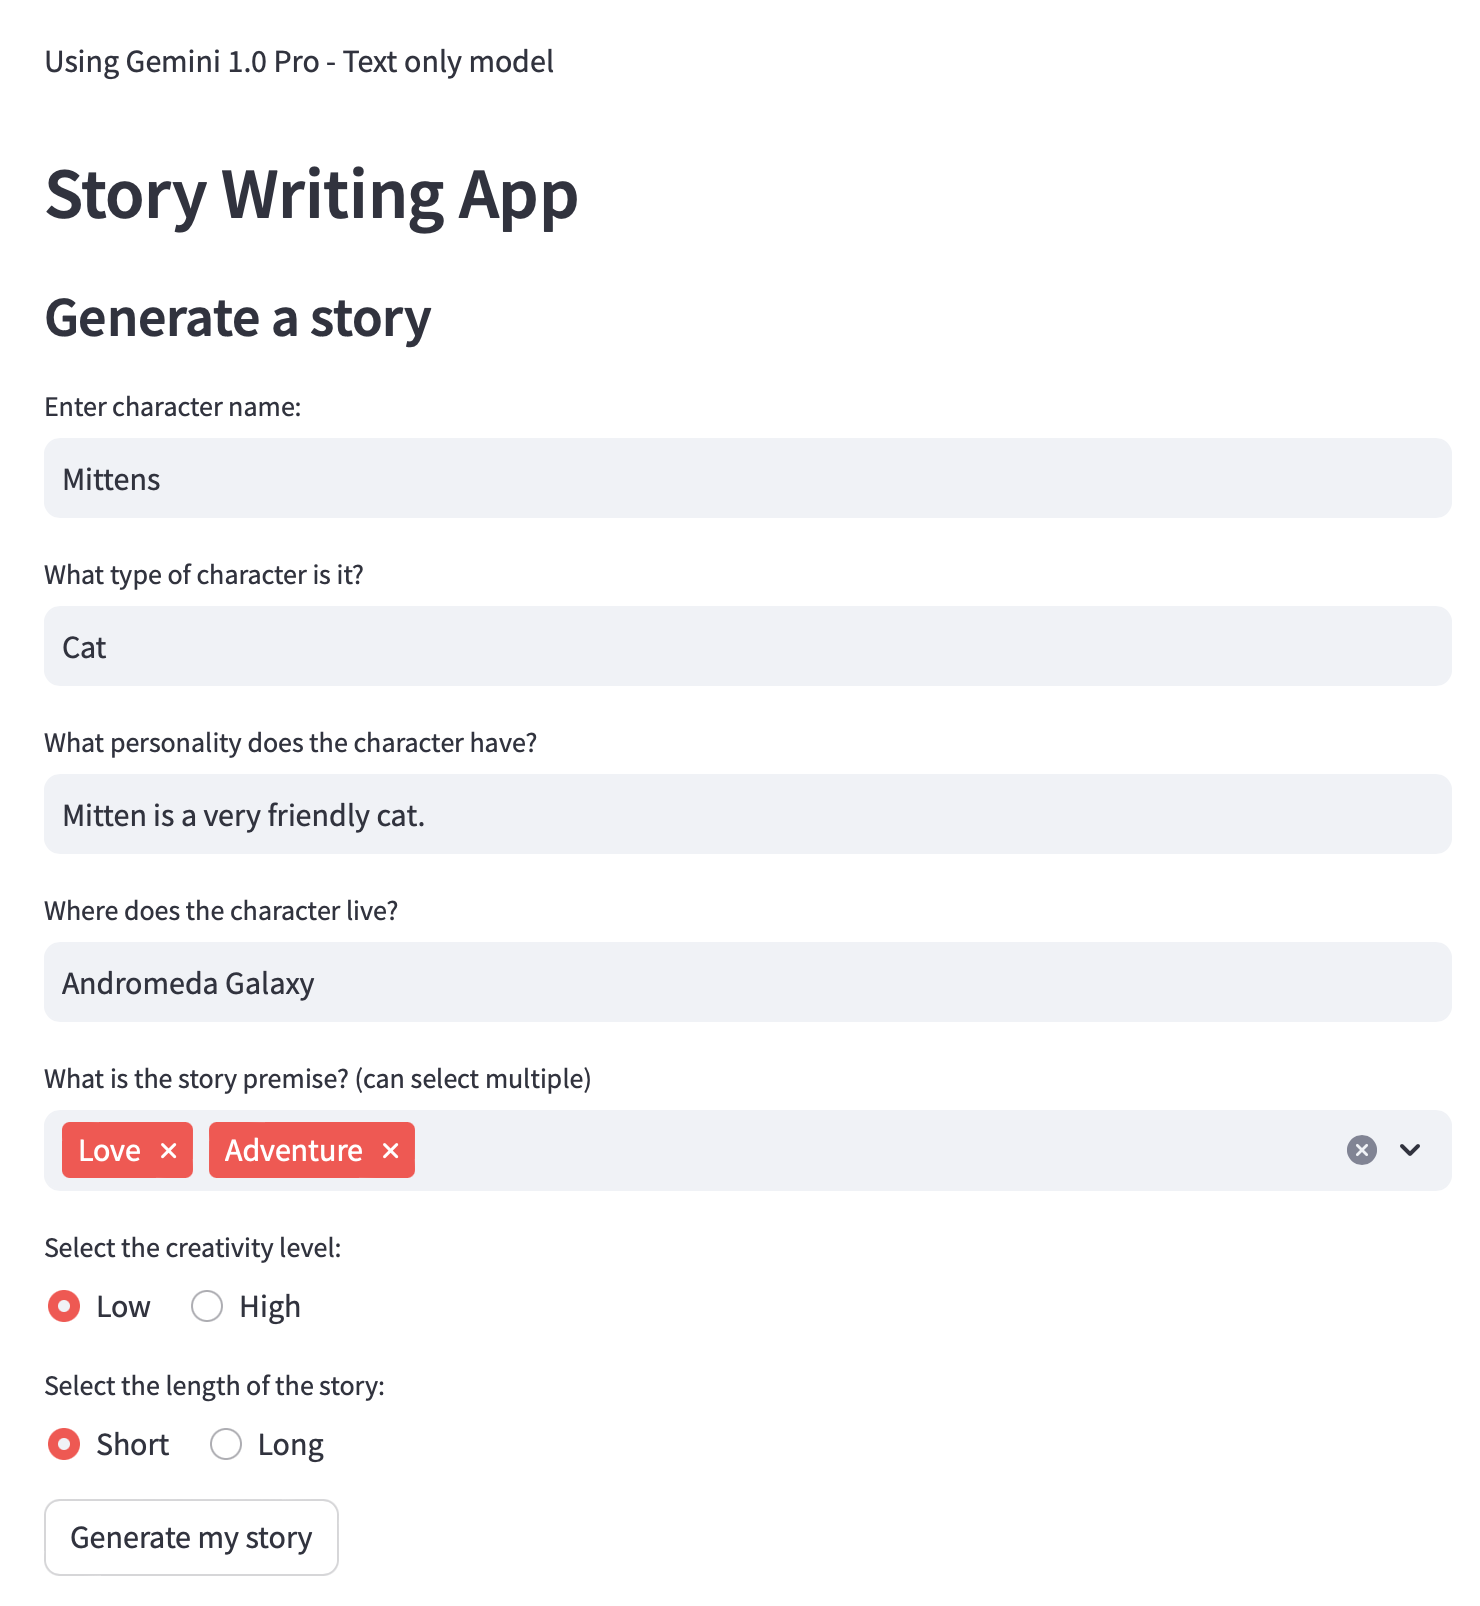 Using Gemini 1.0 Pro - Text only model
Story Writing App
Generate a story
Enter character name:
Mittens
What type of character is it?
Cat
What personality does the character have?
Mitten is a very friendly cat.
Where does the character live?
Andromeda Galaxy
What is the story premise? (can select multiple)
Love Adventure
Select the creativity level:
Low High
Select the length of the story:
Short Long
Generate my story